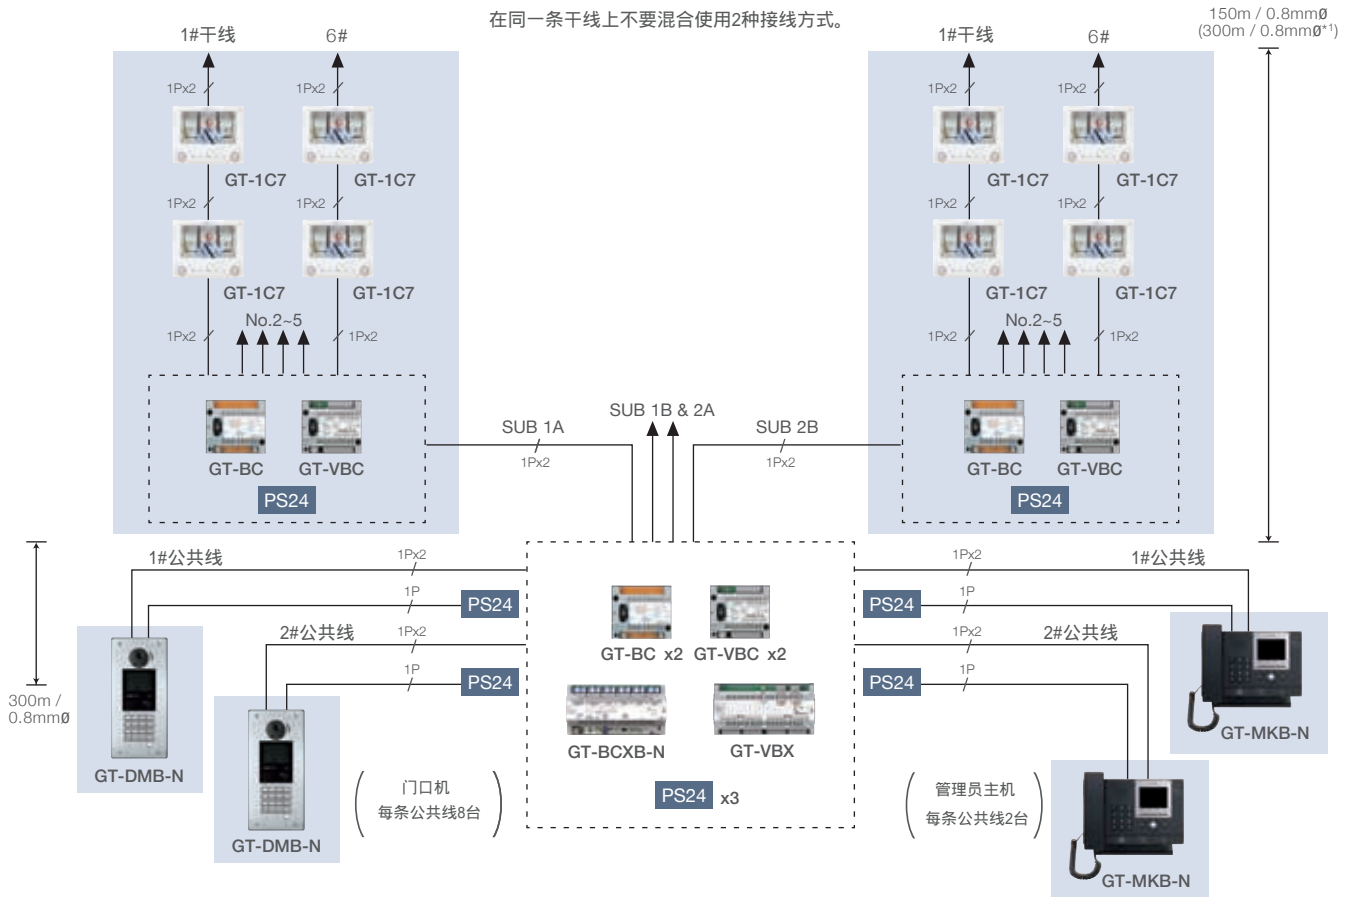 在同一条干线上不要混合使用2种接线方式。
150m / 0.8mmØ
(300m / 0.8mmØ*1)
1#干线
6#
1#干线
6#
1Px2
1Px2
1Px2
1Px2
GT-1C7
GT-1C7
GT-1C7
GT-1C7
1Px2
1Px2
1Px2
1Px2
GT-1C7
GT-1C7
GT-1C7
GT-1C7
No.2~5
No.2~5
1Px2
1Px2
1Px2
1Px2
SUB 1B & 2A
SUB 1A
SUB 2B
1Px2
1Px2
GT-BC
GT-VBC
GT-BC
GT-VBC
PS24
PS24
1#公共线
1Px2
1Px2
1#公共线
1P
PS24
PS24
1P
2#公共线
1Px2
1Px2
2#公共线
GT-BC x2
GT-VBC x2
1P
PS24
PS24
1P
300m /
0.8mmØ
GT-MKB-N
GT-BCXB-N
GT-VBX
GT-DMB-N
门口机
每条公共线8台
PS24 x3
管理员主机
每条公共线2台
GT-DMB-N
GT-MKB-N